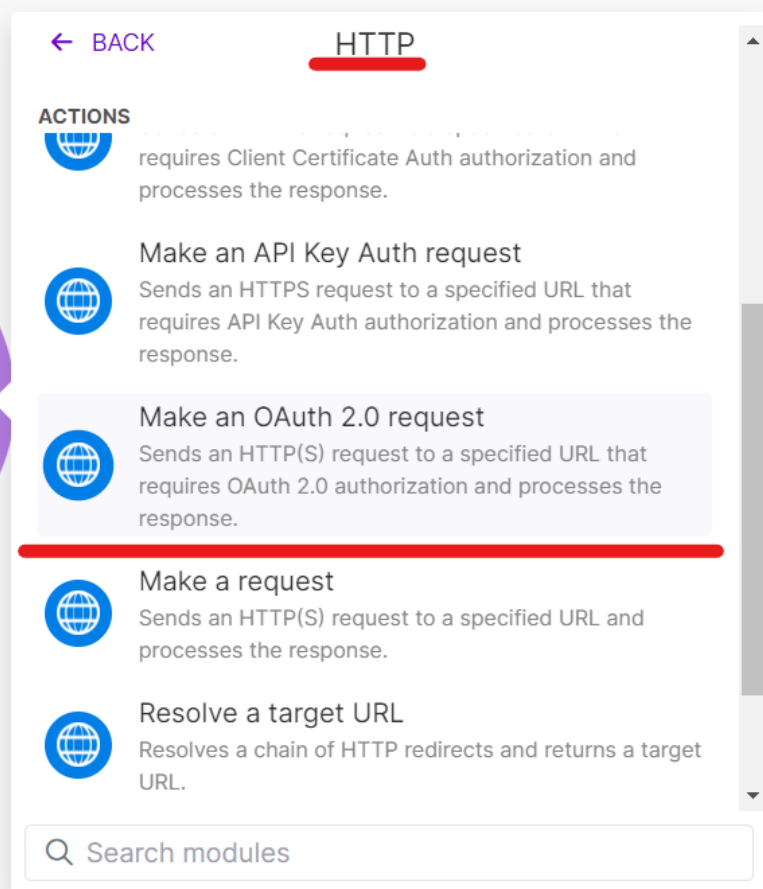 BACK
HTTP
ACTIONS
requires Client Certificate Auth authorization and
processes the response.
Make an API Key Auth request
Sends an HTTPS request to a specified URL that
requires API Key Auth authorization and processes the
response.
Make an OAuth 2.0 request
Sends an HTTP(S) request to a specified URL that
requires OAuth 2.0 authorization and processes the
response.
Make a request
Sends an HTTP(S) request to a specified URL and
processes the response.
Resolve a target URL
Resolves a chain of HTTP redirects and returns a target
URL.
Search modules